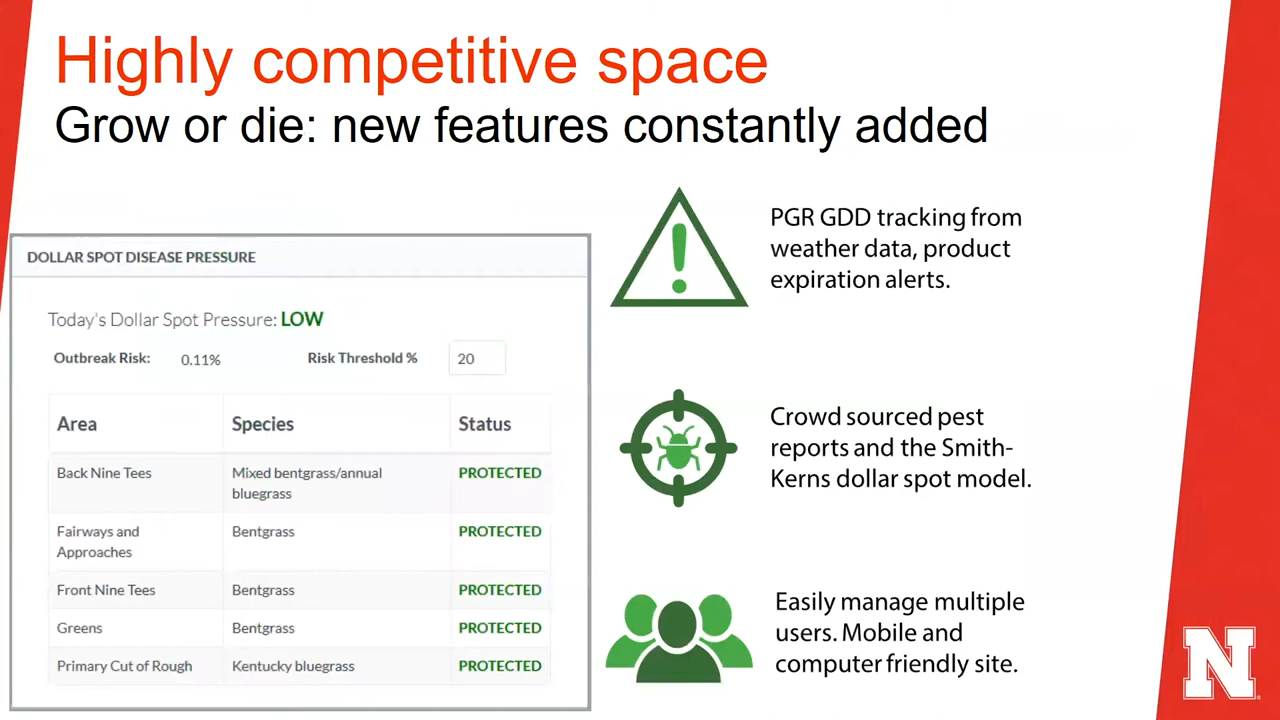 Highly competitive space
Grow or die: new features constantly added
DOLLAR SPOT DISEASE PRESSURE
Today's Dollar Spot Pressure: LOW
Outbreak Risk: 0.11% Risk Threshold % 20
Area Species Status
Back Nine Tees Mixed bentgrass/annual PROTECTED
bluegrass
Fairways and Bentgrass PROTECTED
Approaches
Front Nine Tees Bentgrass PROTECTED
Greens Bentgrass PROTECTED
Primary Cut of Rough Kentucky bluegrass PROTECTED
PGR GDD tracking from
weather data, product
expiration alerts.
Crowd sourced pest
reports and the Smith-
Kerns dollar spot model.
Easily manage multiple
users. Mobile and
computer friendly site.
N